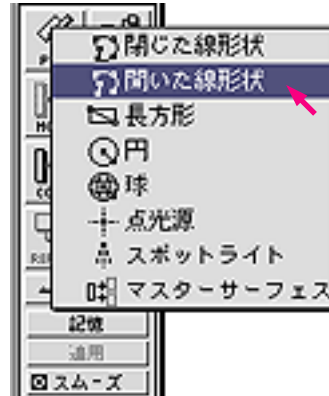 閉じた線形状
開いた線形状
長方形
円
球
点光源
スポットライト
マスターサーフェス
記憶
適用
スムーズ